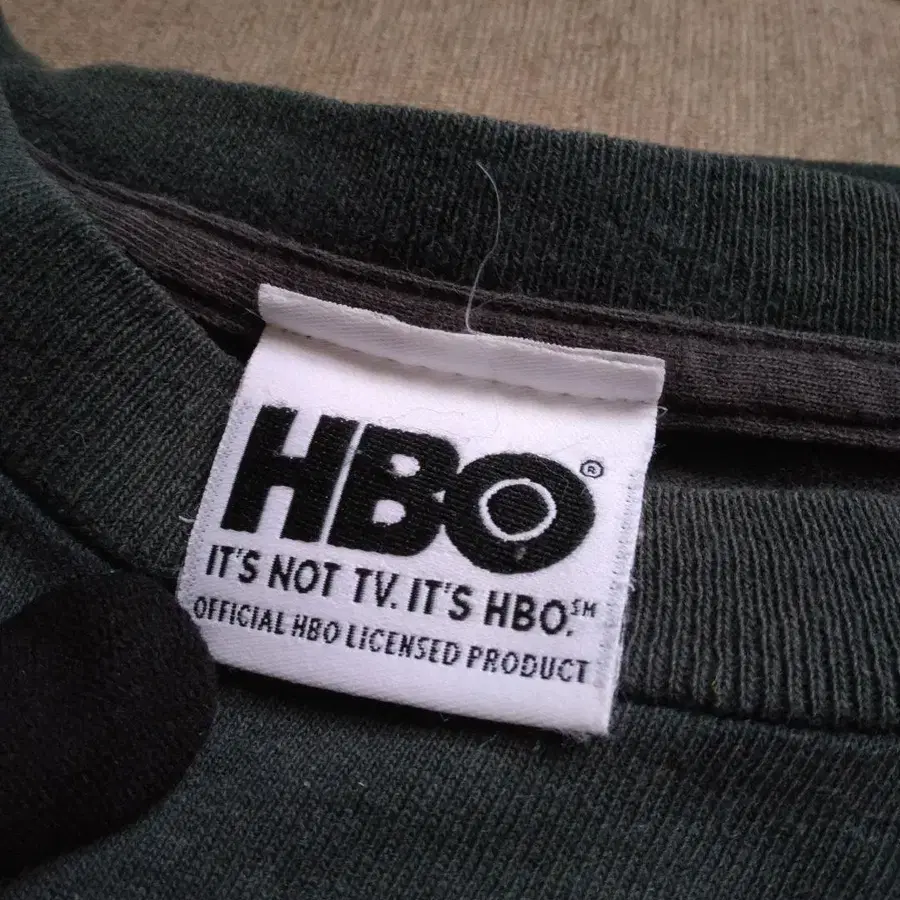 HBO®
IT'S NOT TV. IT'S HBO.℠
OFFICIAL HBO LICENSED PRODUCT